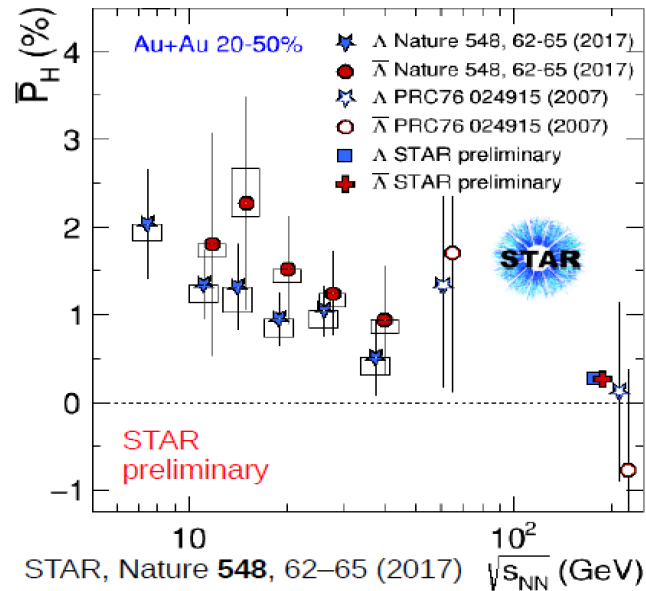 P̅_H (%)
4
3
2
1
0
−1
Au+Au 20-50%
Λ Nature 548, 62-65 (2017)
Λ̅ Nature 548, 62-65 (2017)
Λ PRC76 024915 (2007)
Λ̅ PRC76 024915 (2007)
Λ STAR preliminary
Λ̅ STAR preliminary
STAR
STAR
preliminary
10
10²
STAR, Nature 548, 62–65 (2017) √s_NN (GeV)